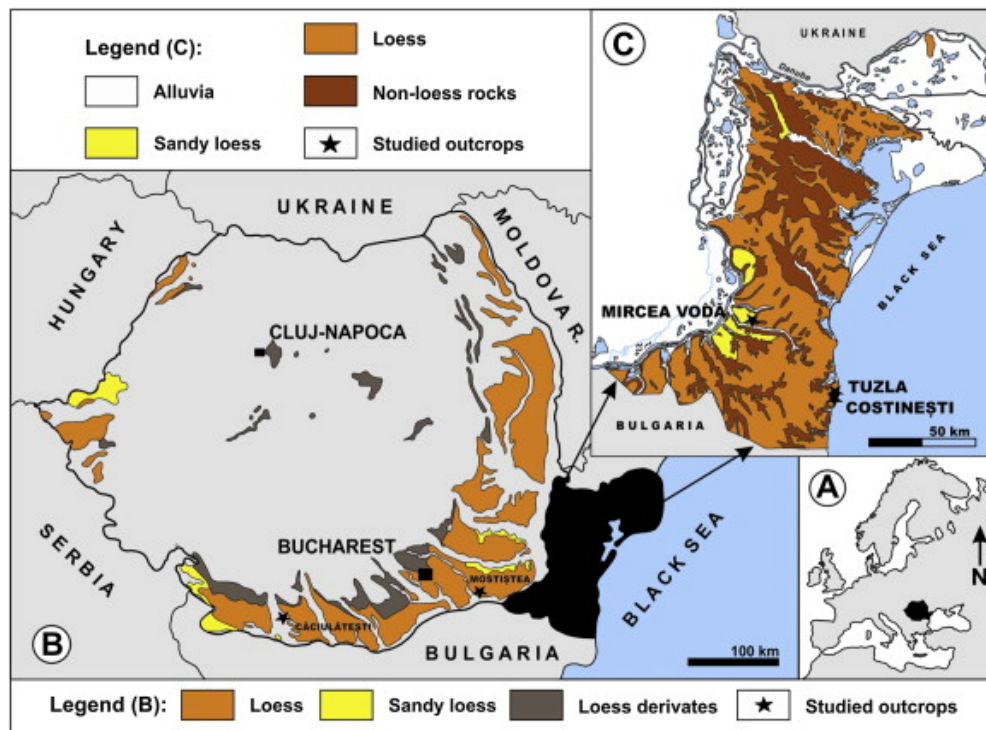 Legend (C):
Loess
Alluvia
Non-loess rocks
Sandy loess
Studied outcrops
C
UKRAINE
Danube
BLACK SEA
MIRCEA VODĂ
TUZLA
COSTINEȘTI
BULGARIA
50 km
UKRAINE
HUNGARY
MOLDOVA R.
CLUJ-NAPOCA
SERBIA
BUCHAREST
MOSTIȘTEA
CĂCIULĂTEȘTI
BLACK SEA
BULGARIA
100 km
B
A
N
Legend (B):
Loess
Sandy loess
Loess derivates
Studied outcrops